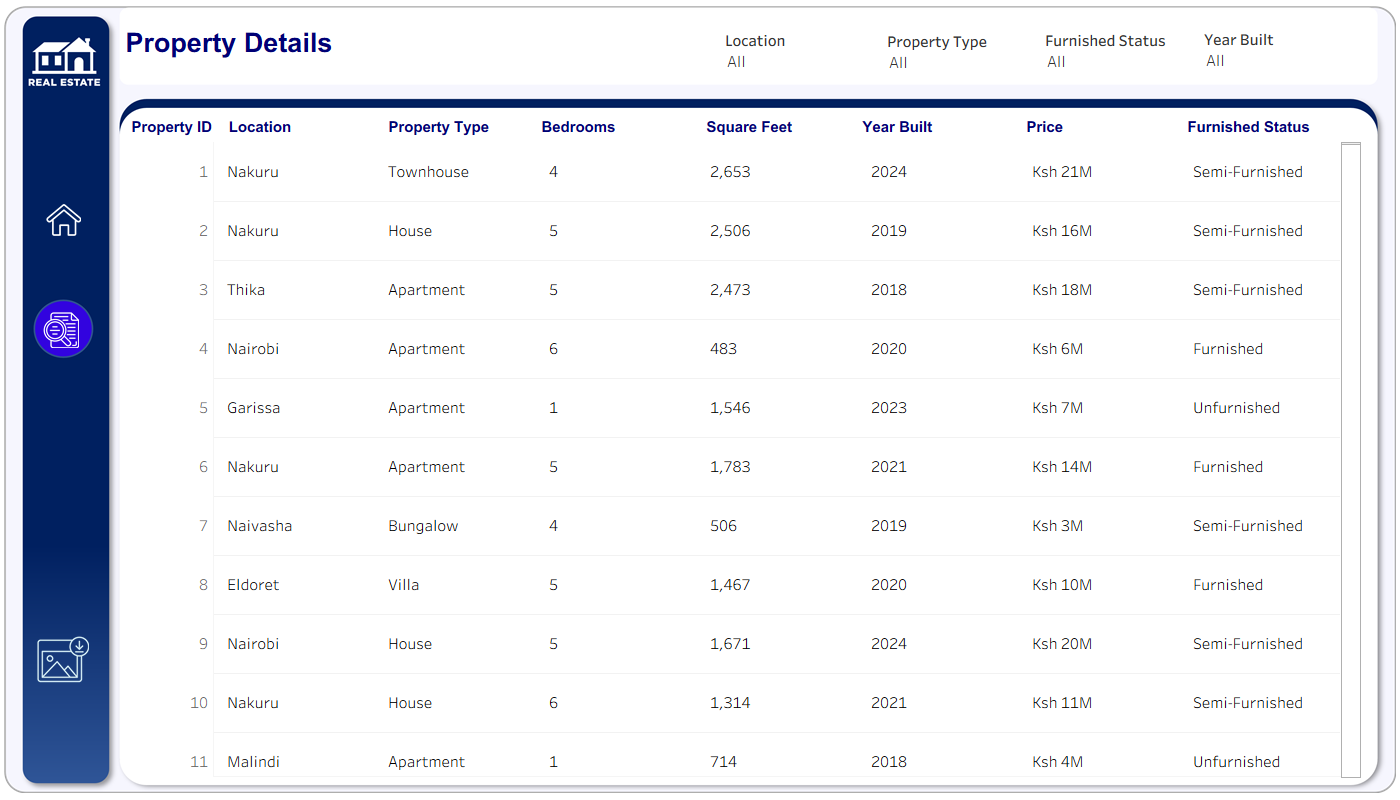 REAL ESTATE
Property Details
Location Property Type Furnished Status Year Built
All All All All
Property ID Location Property Type Bedrooms Square Feet Year Built Price Furnished Status
1 Nakuru Townhouse 4 2,653 2024 Ksh 21M Semi-Furnished
2 Nakuru House 5 2,506 2019 Ksh 16M Semi-Furnished
3 Thika Apartment 5 2,473 2018 Ksh 18M Semi-Furnished
4 Nairobi Apartment 6 483 2020 Ksh 6M Furnished
5 Garissa Apartment 1 1,546 2023 Ksh 7M Unfurnished
6 Nakuru Apartment 5 1,783 2021 Ksh 14M Furnished
7 Naivasha Bungalow 4 506 2019 Ksh 3M Semi-Furnished
8 Eldoret Villa 5 1,467 2020 Ksh 10M Furnished
9 Nairobi House 5 1,671 2024 Ksh 20M Semi-Furnished
10 Nakuru House 6 1,314 2021 Ksh 11M Semi-Furnished
11 Malindi Apartment 1 714 2018 Ksh 4M Unfurnished